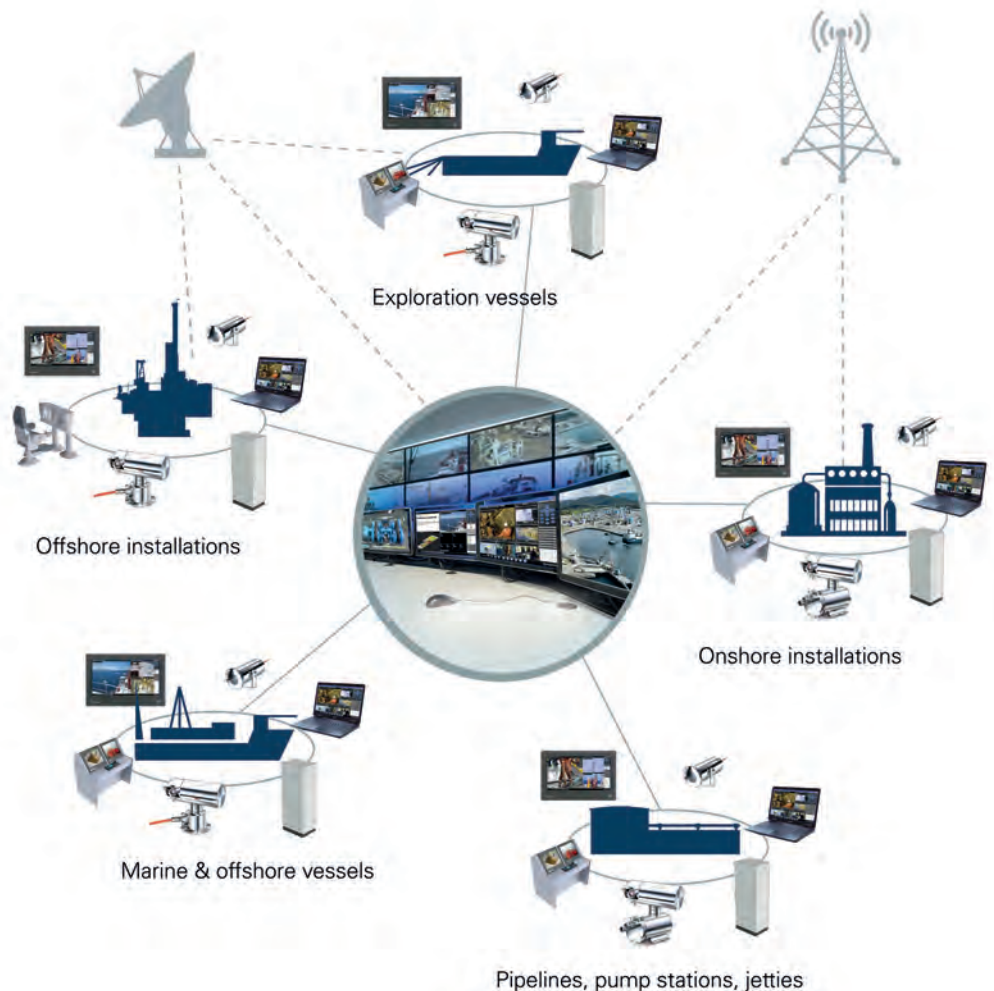 Exploration vessels
Offshore installations
Onshore installations
Marine & offshore vessels
Pipelines, pump stations, jetties